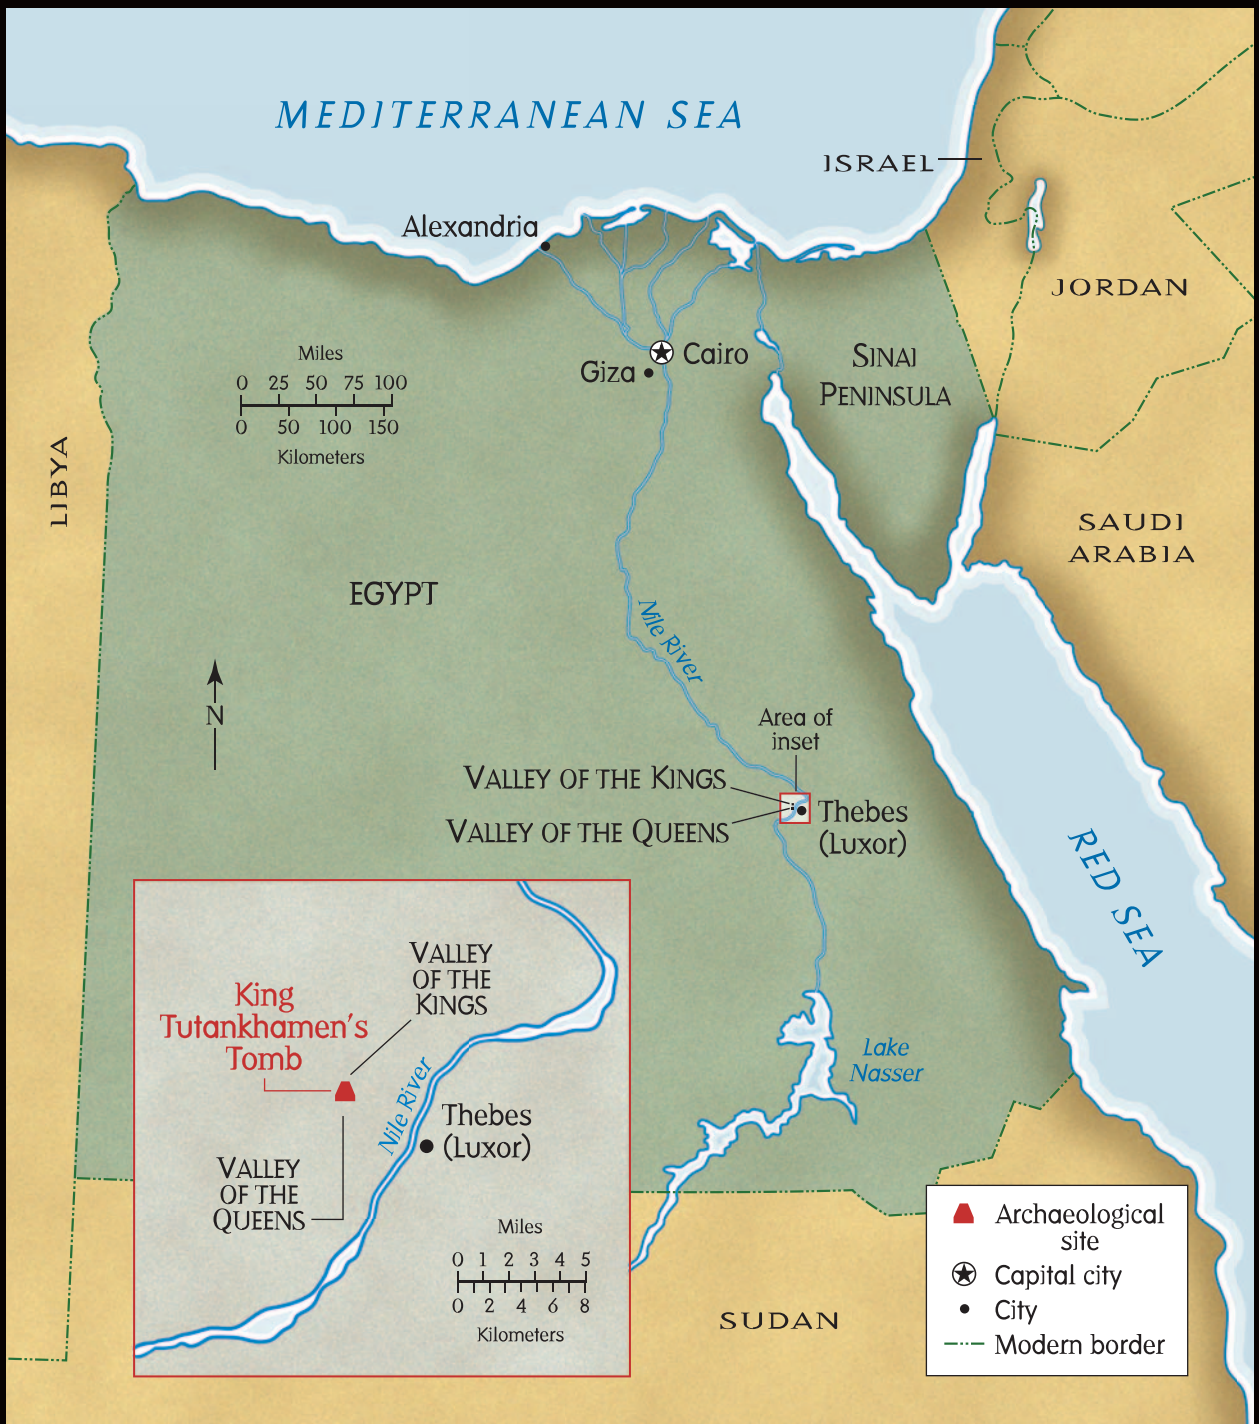 MEDITERRANEAN SEA
ISRAEL
Alexandria
JORDAN
Miles
0 25 50 75 100
0 50 100 150
Kilometers
Cairo
Giza
SINAI
PENINSULA
LIBYA
SAUDI
ARABIA
EGYPT
Nile River
N
Area of
inset
VALLEY OF THE KINGS
VALLEY OF THE QUEENS
Thebes
(Luxor)
RED SEA
Lake
Nasser
VALLEY
OF THE
KINGS
King
Tutankhamen's
Tomb
Nile River
Thebes
(Luxor)
VALLEY
OF THE
QUEENS
Miles
0 1 2 3 4 5
0 2 4 6 8
Kilometers
SUDAN
Archaeological
site
Capital city
City
Modern border